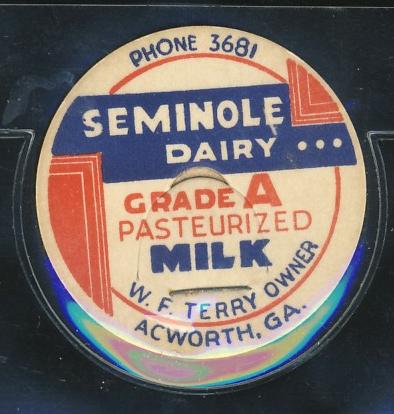 PHONE 3681
SEMINOLE
DAIRY •••
GRADE A
PASTEURIZED
MILK
W. F. TERRY OWNER
ACWORTH, GA.